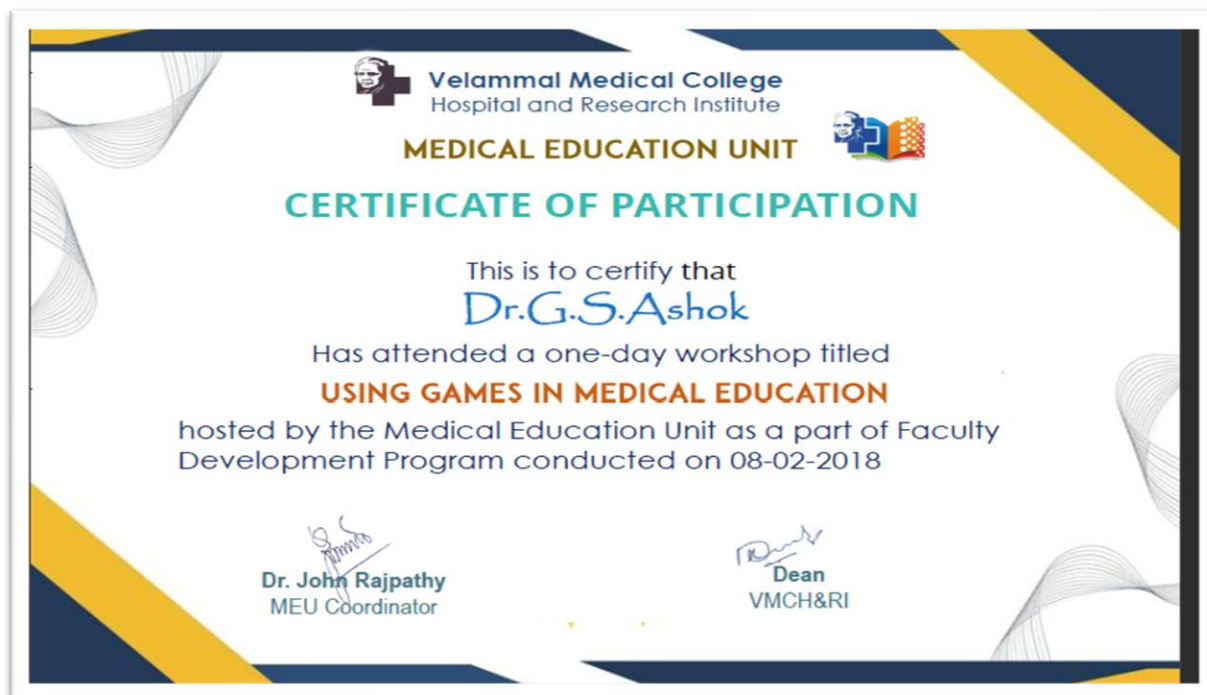 Velammal Medical College
Hospital and Research Institute
MEDICAL EDUCATION UNIT
CERTIFICATE OF PARTICIPATION
This is to certify that
Dr.G.S.Ashok
Has attended a one-day workshop titled
USING GAMES IN MEDICAL EDUCATION
hosted by the Medical Education Unit as a part of Faculty
Development Program conducted on 08-02-2018
Dr. John Rajpathy
MEU Coordinator
Dean
VMCH&RI